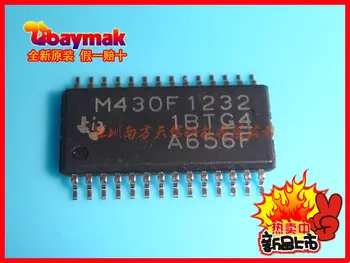 Ubaymak
全新原装 假一赔十
M430F1232
1BTG4
A656F
热卖中
新品上市